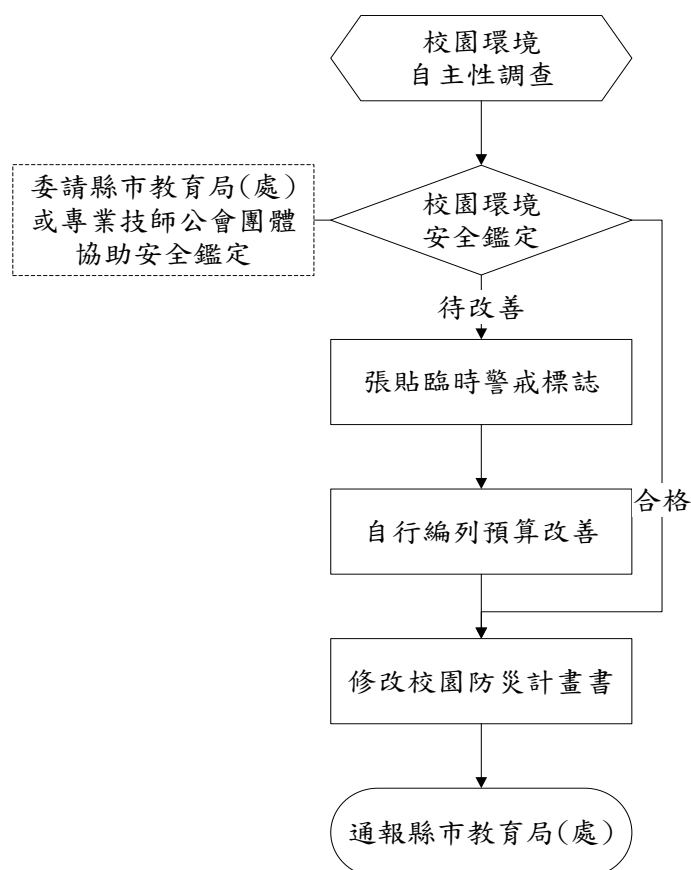 校園環境
自主性調查
委請縣市教育局(處)
或專業技師公會團體
協助安全鑑定
校園環境
安全鑑定
待改善
張貼臨時警戒標誌
合格
自行編列預算改善
修改校園防災計畫書
通報縣市教育局(處)